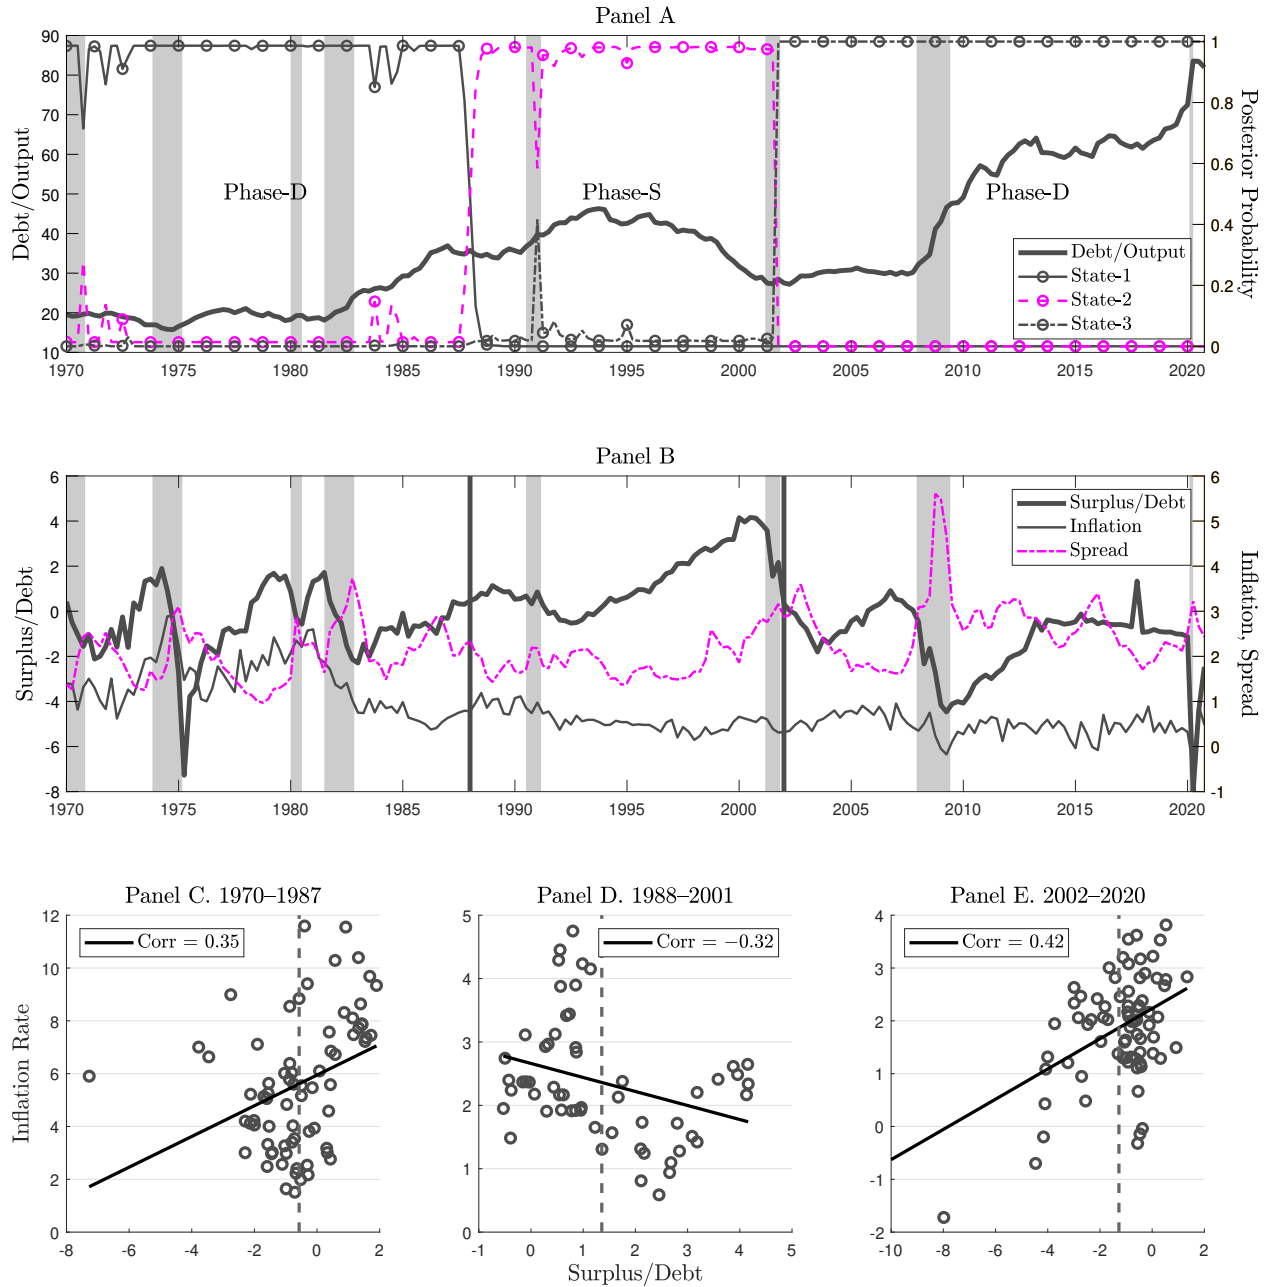 Panel A
90
80
70
60
50
40
30
20
10
Debt/Output
1
0.8
0.6
0.4
0.2
0
Posterior Probability
Phase-D
Phase-S
Phase-D
Debt/Output
State-1
State-2
State-3
1970 1975 1980 1985 1990 1995 2000 2005 2010 2015 2020
Panel B
6
4
2
0
-2
-4
-6
-8
Surplus/Debt
6
5
4
3
2
1
0
-1
Inflation, Spread
Surplus/Debt
Inflation
Spread
1970 1975 1980 1985 1990 1995 2000 2005 2010 2015 2020
Panel C. 1970–1987
12
10
8
6
4
2
0
Inflation Rate
Corr = 0.35
-8 -6 -4 -2 0 2
Panel D. 1988–2001
5
4
3
2
1
0
Corr = −0.32
-1 0 1 2 3 4 5
Surplus/Debt
Panel E. 2002–2020
4
3
2
1
0
-1
-2
Corr = 0.42
-10 -8 -6 -4 -2 0 2